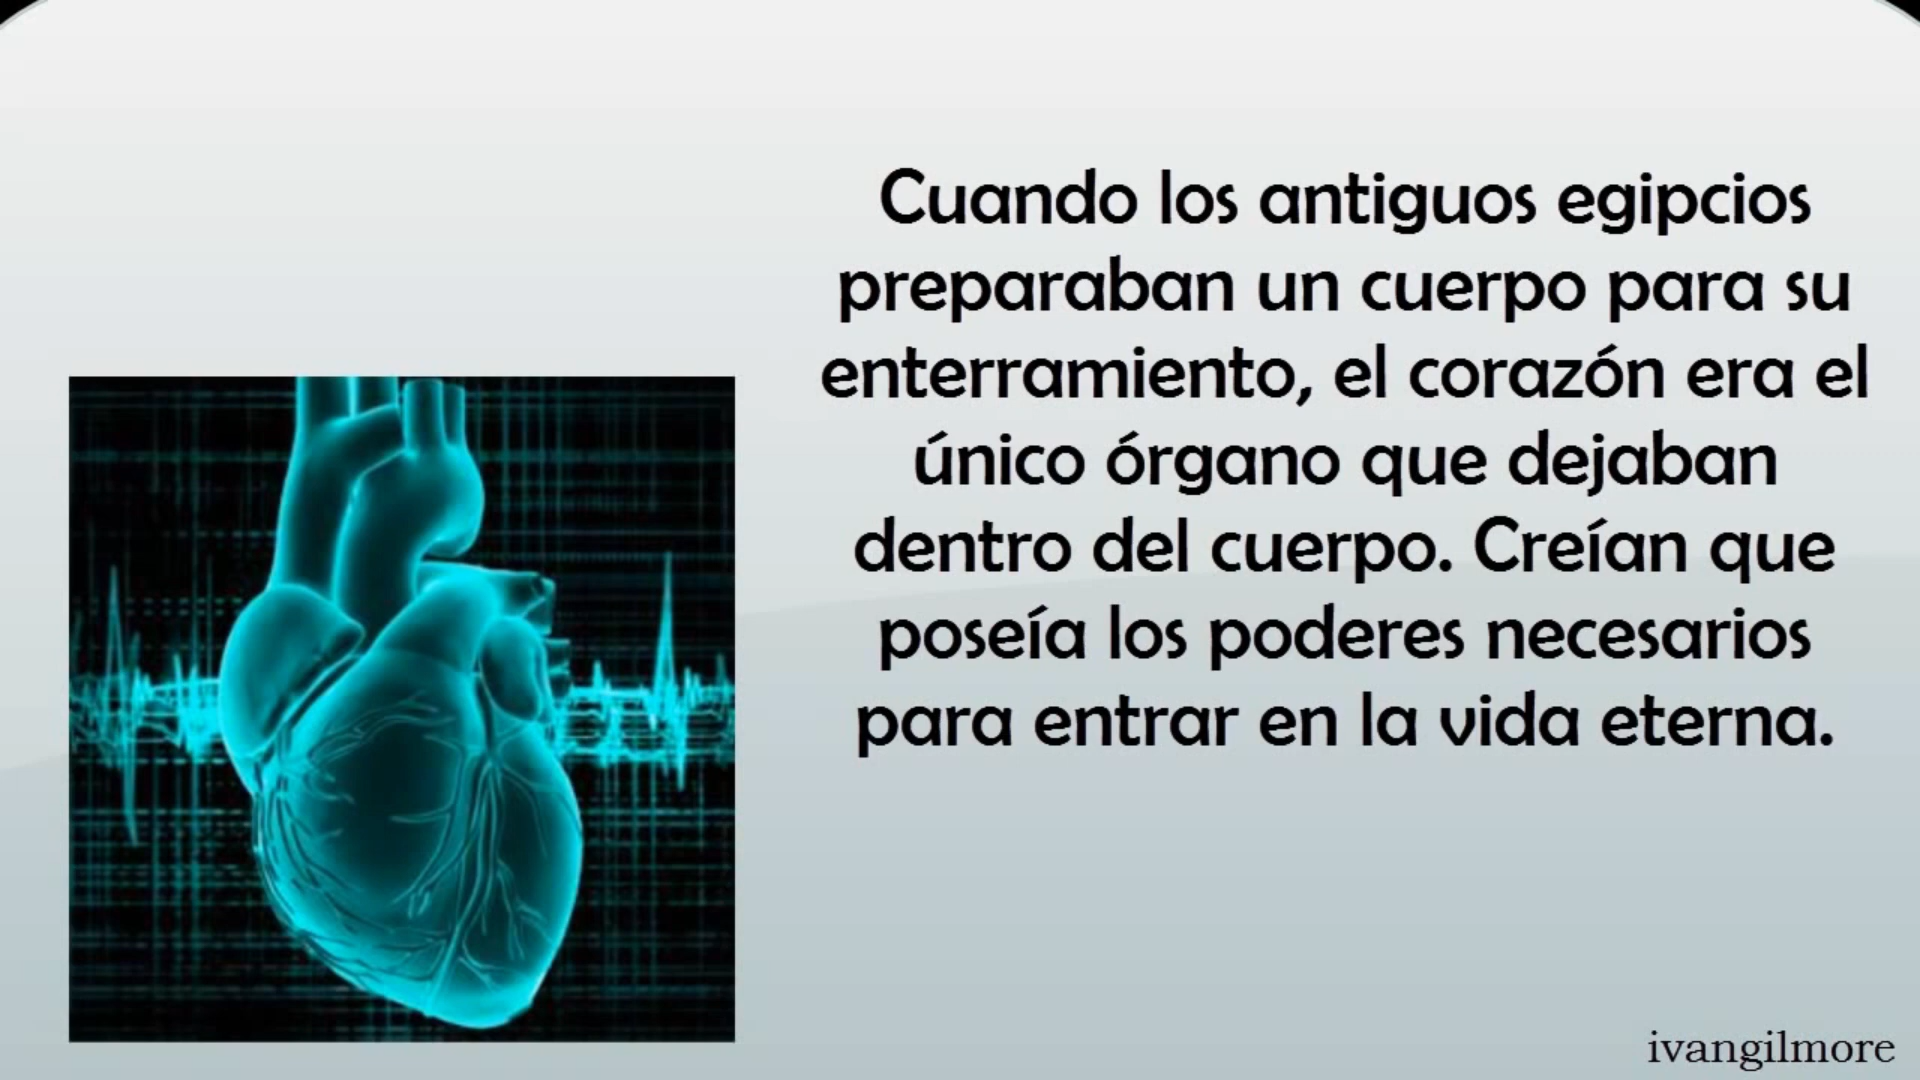 Cuando los antiguos egipcios
preparaban un cuerpo para su
enterramiento, el corazón era el
único órgano que dejaban
dentro del cuerpo. Creían que
poseía los poderes necesarios
para entrar en la vida eterna.
ivangilmore